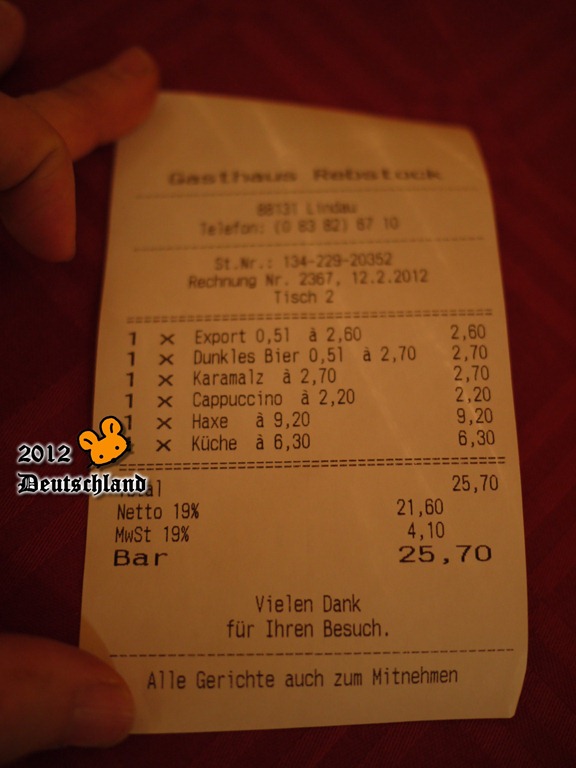 Gasthaus Rebstock
88131 Lindau
Telefon: (0 83 82) 67 10
St.Nr.: 134-229-20352
Rechnung Nr. 2367, 12.2.2012
Tisch 2
1 x Export 0,5l à 2,60 2,60
1 x Dunkles Bier 0,5l à 2,70 2,70
1 x Karamalz à 2,70 2,70
1 x Cappuccino à 2,20 2,20
1 x Haxe à 9,20 9,20
x Küche à 6,30 6,30
2012
Deutschland
Total 25,70
Netto 19% 21,60
MwSt 19% 4,10
Bar 25,70
Vielen Dank
für Ihren Besuch.
Alle Gerichte auch zum Mitnehmen